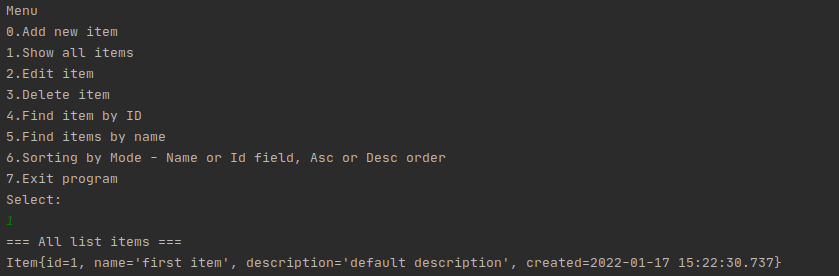 Menu
0.Add new item
1.Show all items
2.Edit item
3.Delete item
4.Find item by ID
5.Find items by name
6.Sorting by Mode - Name or Id field, Asc or Desc order
7.Exit program
Select:
1
=== All list items ===
Item{id=1, name='first item', description='default description', created=2022-01-17 15:22:30.737}